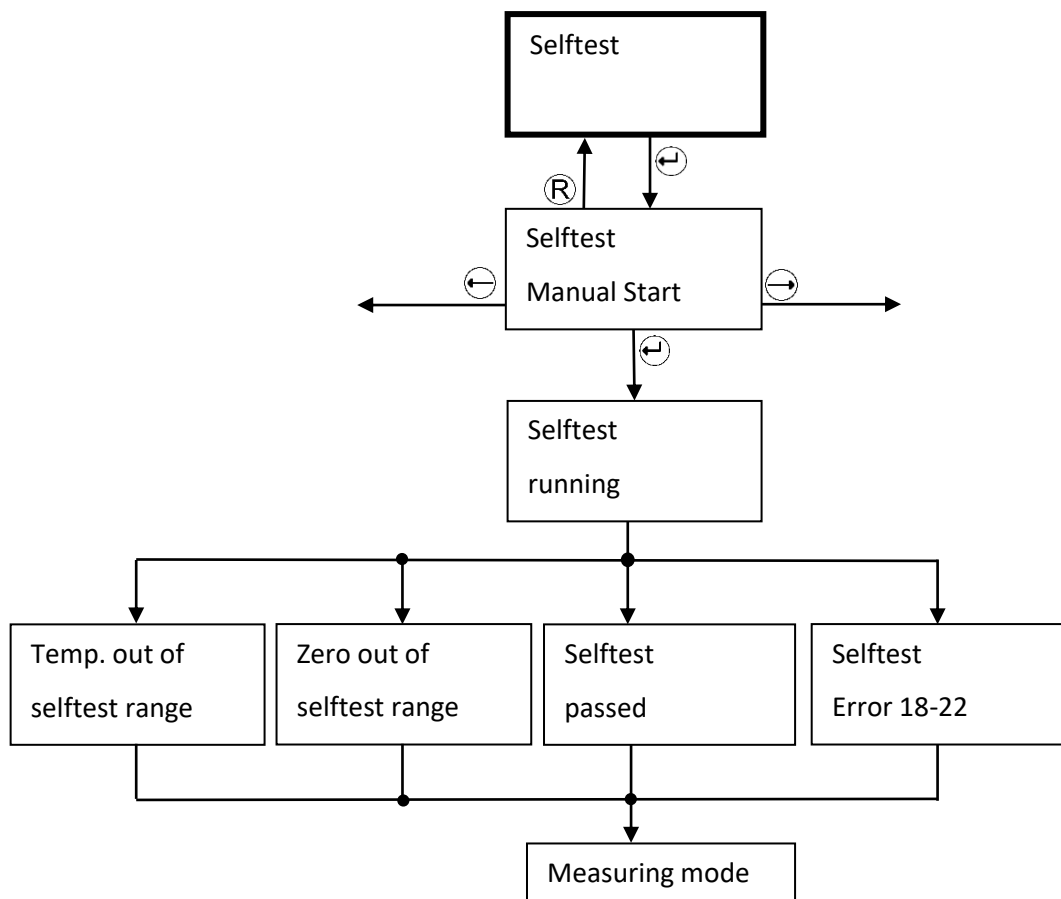 Selftest
R
Selftest
Manual Start
Selftest
running
Temp. out of
selftest range
Zero out of
selftest range
Selftest
passed
Selftest
Error 18-22
Measuring mode